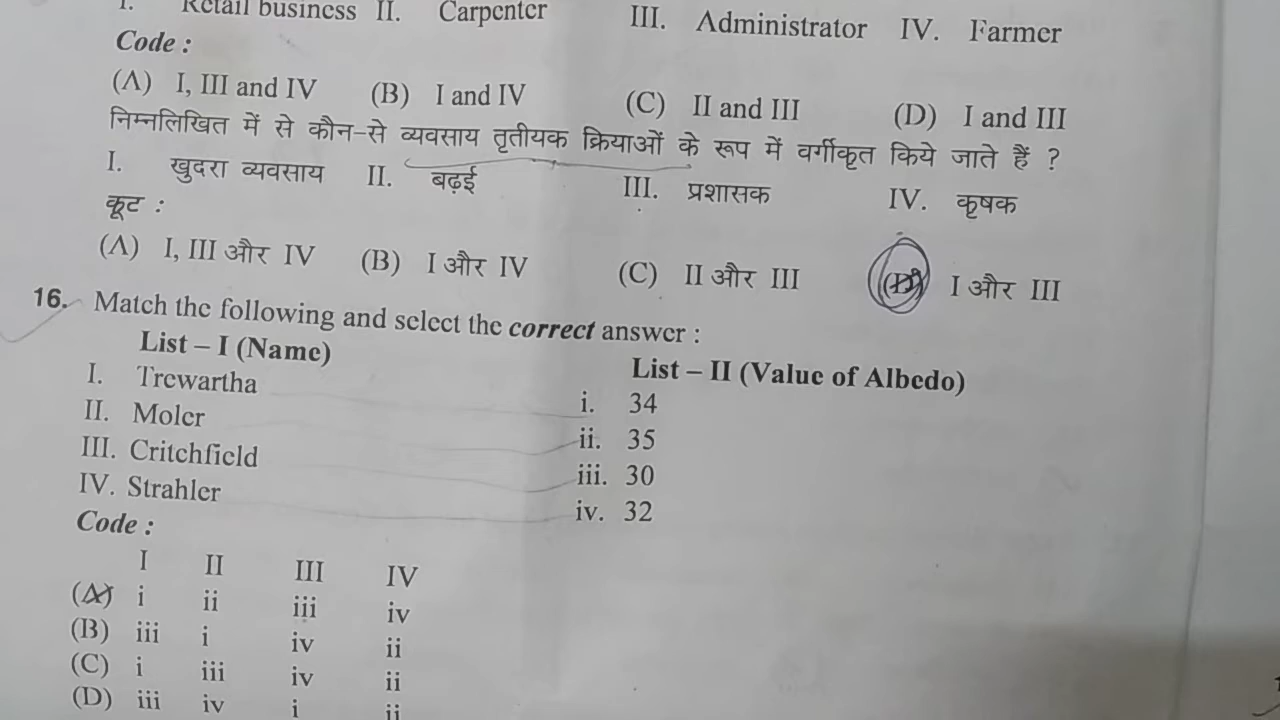 I. Retail business II. Carpenter III. Administrator IV. Farmer
Code :
(A) I, III and IV (B) I and IV (C) II and III (D) I and III
निम्नलिखित में से कौन-से व्यवसाय तृतीयक क्रियाओं के रूप में वर्गीकृत किये जाते हैं ?
I. खुदरा व्यवसाय II. बढ़ई III. प्रशासक IV. कृषक
कूट :
(A) I, III और IV (B) I और IV (C) II और III (D) I और III
16. Match the following and select the correct answer :
List – I (Name) List – II (Value of Albedo)
I. Trewartha i. 34
II. Moler ii. 35
III. Critchfield iii. 30
IV. Strahler iv. 32
Code :
I II III IV
(A) i ii iii iv
(B) iii i iv ii
(C) i iii iv ii
(D) iii iv i ii